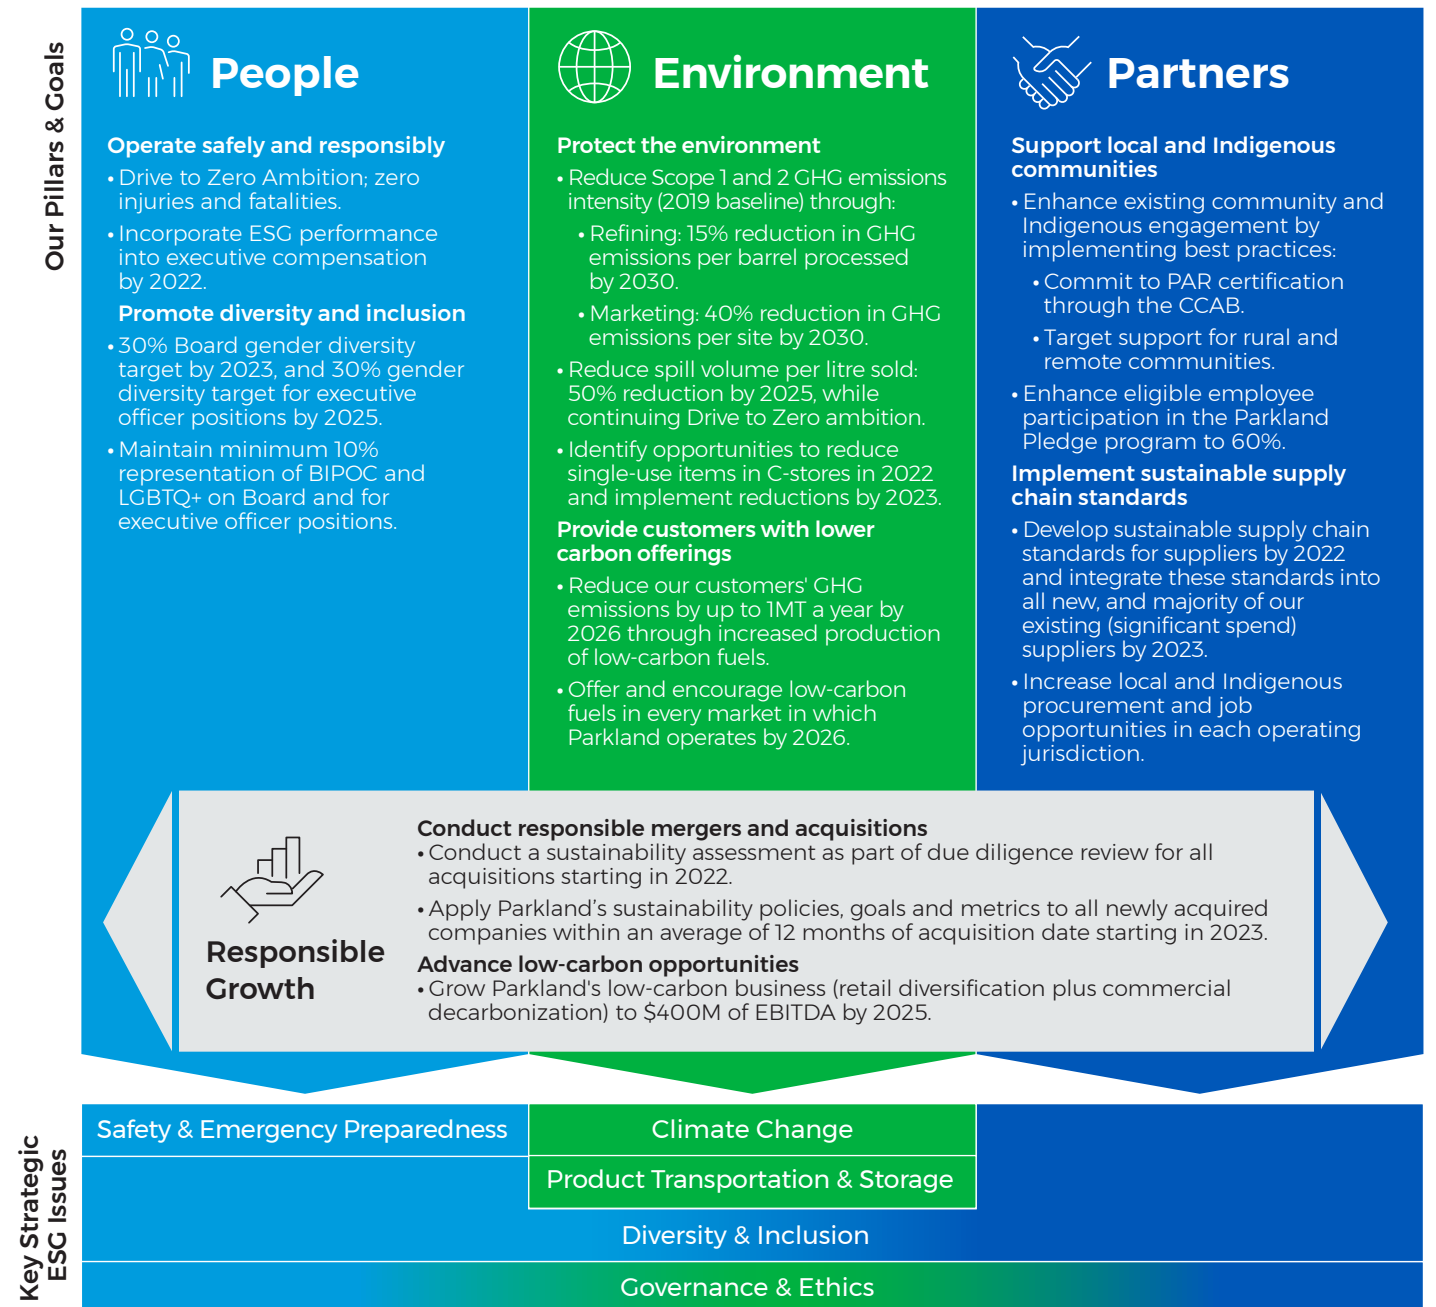 Our Pillars & Goals
People
Operate safely and responsibly
• Drive to Zero Ambition; zero
injuries and fatalities.
• Incorporate ESG performance
into executive compensation
by 2022.
Promote diversity and inclusion
• 30% Board gender diversity
target by 2023, and 30% gender
diversity target for executive
officer positions by 2025.
• Maintain minimum 10%
representation of BIPOC and
LGBTQ+ on Board and for
executive officer positions.
Environment
Protect the environment
• Reduce Scope 1 and 2 GHG emissions
intensity (2019 baseline) through:
• Refining: 15% reduction in GHG
emissions per barrel processed
by 2030.
• Marketing: 40% reduction in GHG
emissions per site by 2030.
• Reduce spill volume per litre sold:
50% reduction by 2025, while
continuing Drive to Zero ambition.
• Identify opportunities to reduce
single-use items in C-stores in 2022
and implement reductions by 2023.
Provide customers with lower
carbon offerings
• Reduce our customers' GHG
emissions by up to 1MT a year by
2026 through increased production
of low-carbon fuels.
• Offer and encourage low-carbon
fuels in every market in which
Parkland operates by 2026.
Partners
Support local and Indigenous
communities
• Enhance existing community and
Indigenous engagement by
implementing best practices:
• Commit to PAR certification
through the CCAB.
• Target support for rural and
remote communities.
• Enhance eligible employee
participation in the Parkland
Pledge program to 60%.
Implement sustainable supply
chain standards
• Develop sustainable supply chain
standards for suppliers by 2022
and integrate these standards into
all new, and majority of our
existing (significant spend)
suppliers by 2023.
• Increase local and Indigenous
procurement and job
opportunities in each operating
jurisdiction.
Responsible
Growth
Conduct responsible mergers and acquisitions
• Conduct a sustainability assessment as part of due diligence review for all
acquisitions starting in 2022.
• Apply Parkland’s sustainability policies, goals and metrics to all newly acquired
companies within an average of 12 months of acquisition date starting in 2023.
Advance low-carbon opportunities
• Grow Parkland's low-carbon business (retail diversification plus commercial
decarbonization) to $400M of EBITDA by 2025.
Key Strategic
ESG Issues
Safety & Emergency Preparedness
Climate Change
Product Transportation & Storage
Diversity & Inclusion
Governance & Ethics